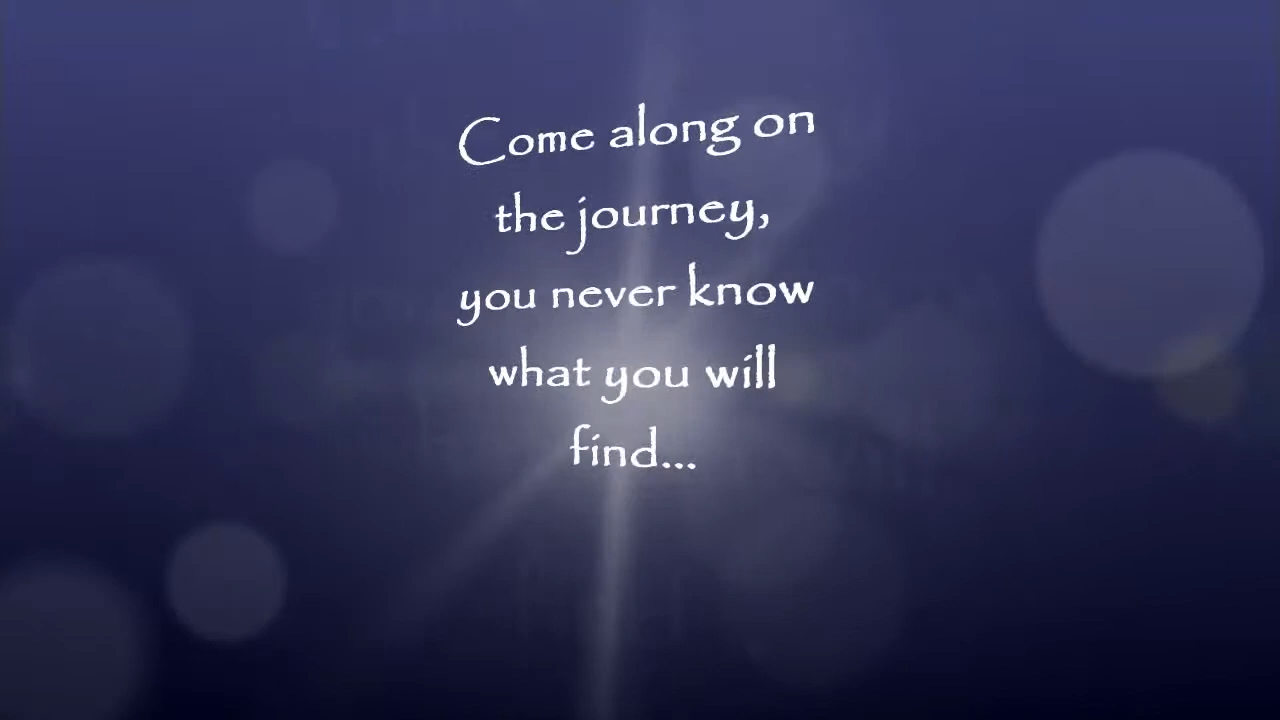 Come along on
the journey,
you never know
what you will
find...